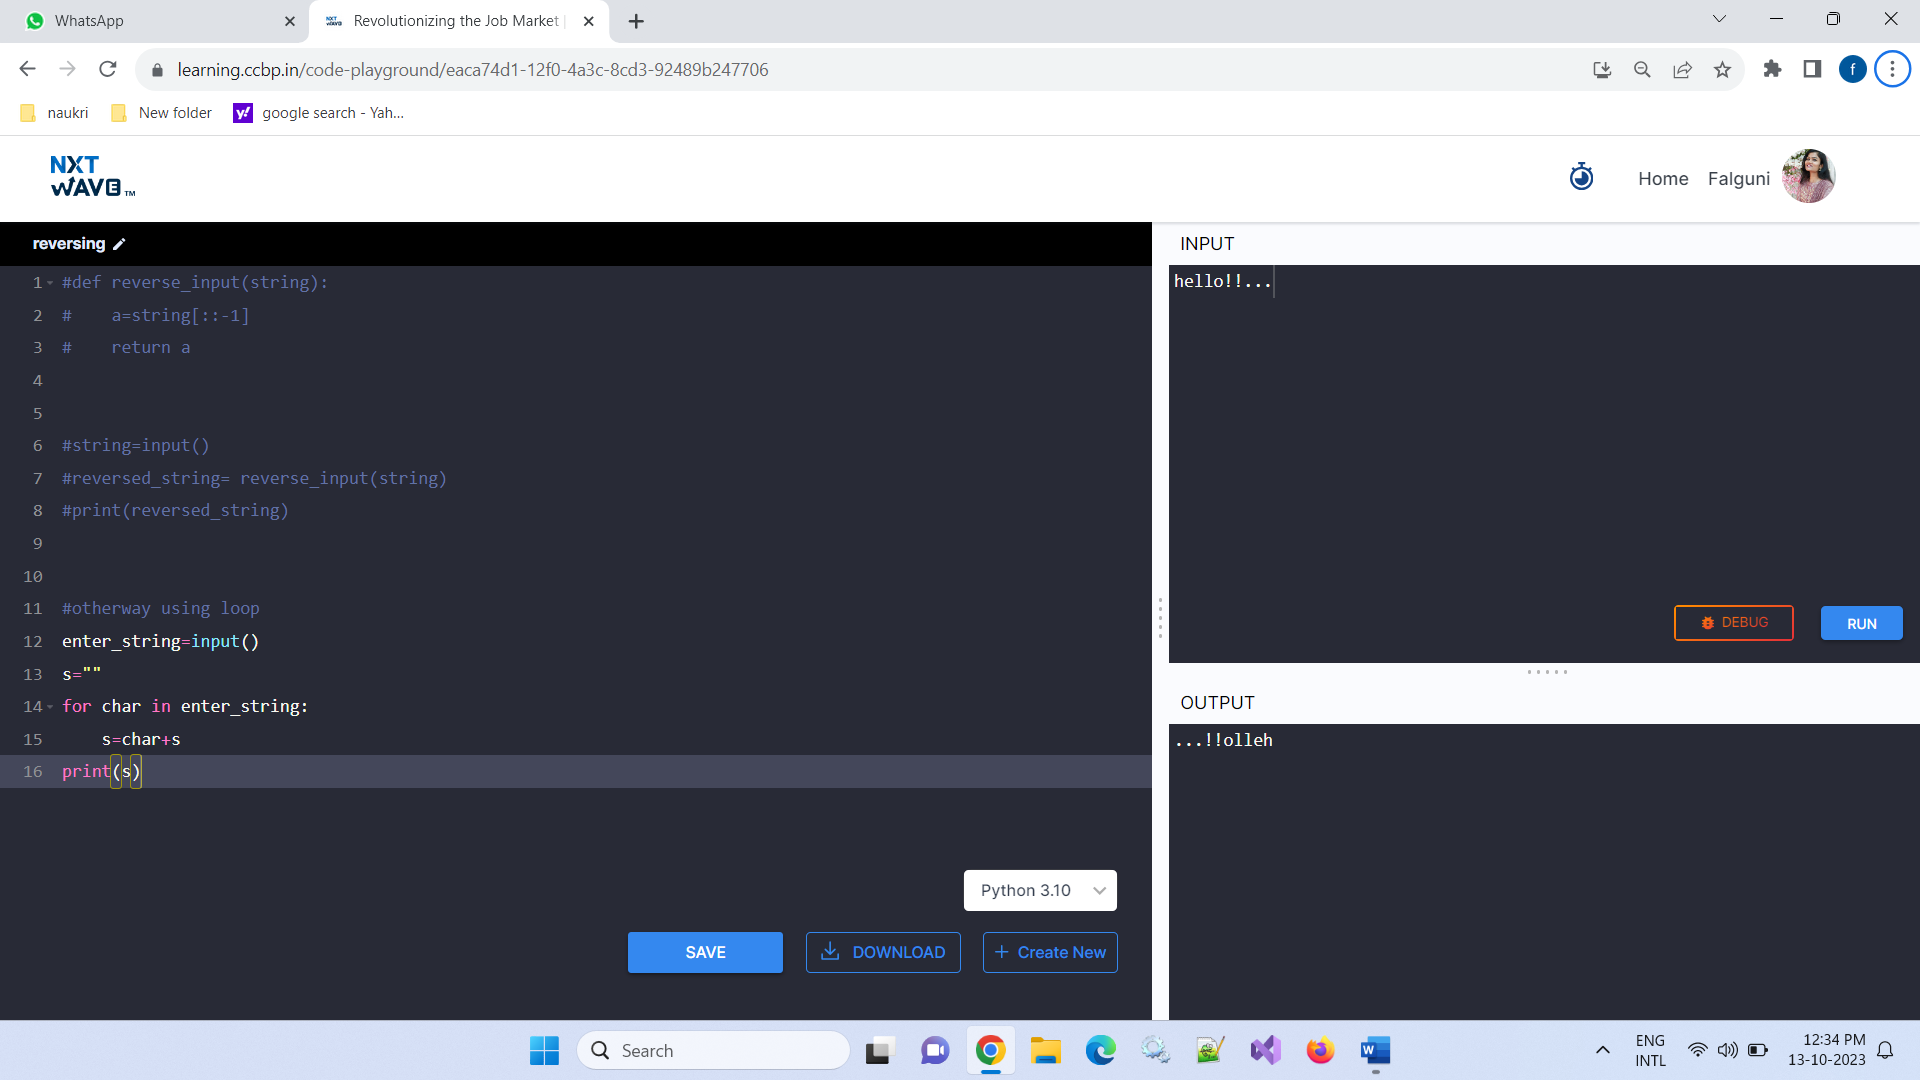 WhatsApp
Revolutionizing the Job Market |
learning.ccbp.in/code-playground/eaca74d1-12f0-4a3c-8cd3-92489b247706
f
naukri
New folder
y!
google search - Yah...
NXT
WAVE TM
Home
Falguni
reversing
INPUT
1 #def reverse_input(string):
2 #    a=string[::-1]
3 #    return a
4
5
6 #string=input()
7 #reversed_string= reverse_input(string)
8 #print(reversed_string)
9
10
11 #otherway using loop
12 enter_string=input()
13 s=""
14 for char in enter_string:
15     s=char+s
16 print(s)
hello!!...
DEBUG
RUN
OUTPUT
...!!olleh
Python 3.10
SAVE
DOWNLOAD
+ Create New
Search
W
ENG
INTL
12:34 PM
13-10-2023